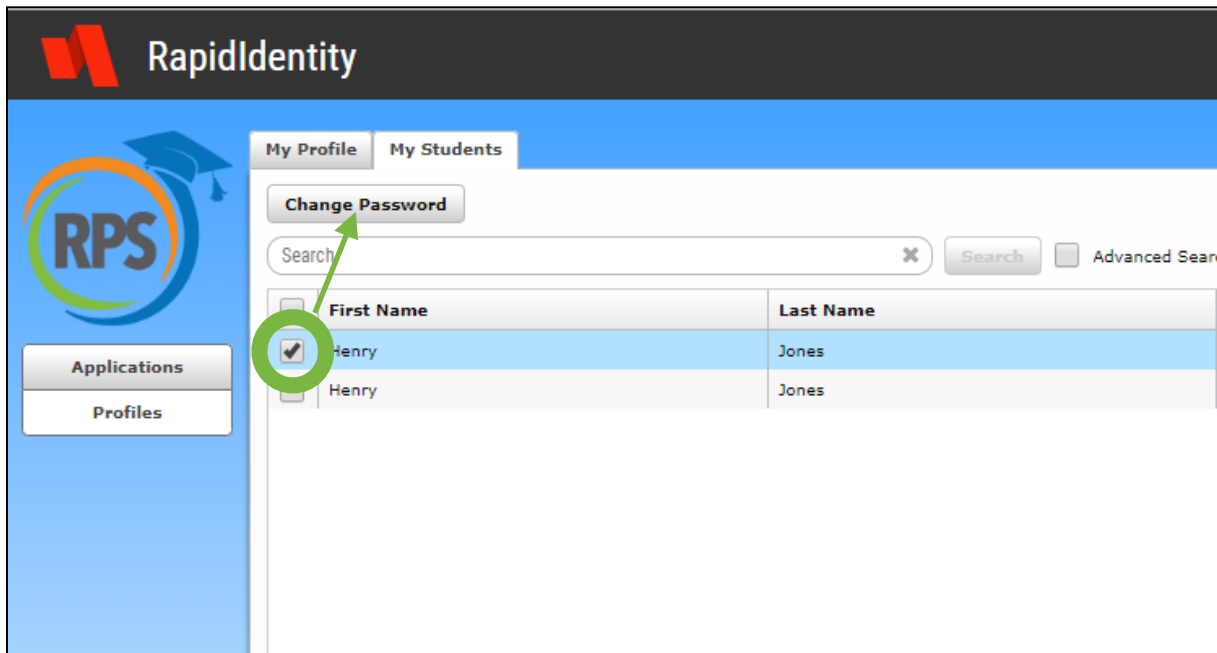 RapidIdentity
My Profile My Students
Change Password
RPS
Search Search Advanced Sear
First Name Last Name
Henry Jones
Henry Jones
Applications
Profiles